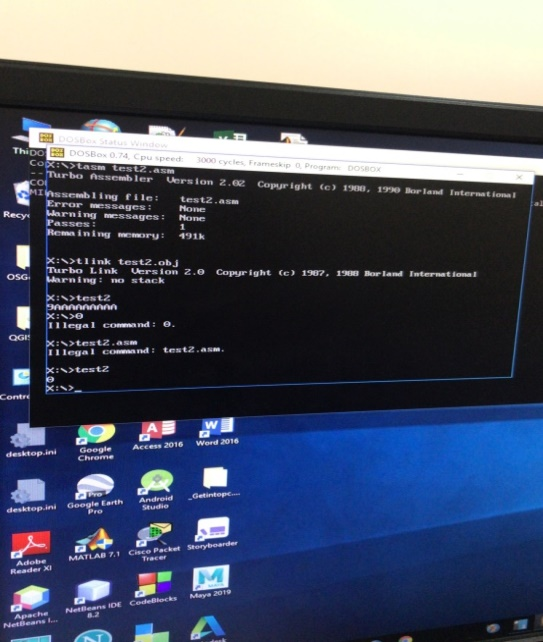 DOSBox Status Window
DOSBox 0.74, Cpu speed: 3000 cycles, Frameskip 0, Program: DOSBOX
X:\>tasm test2.asm
Turbo Assembler Version 2.02 Copyright (c) 1988, 1990 Borland International
Assembling file: test2.asm
Error messages: None
Warning messages: None
Passes: 1
Remaining memory: 491k
X:\>tlink test2.obj
Turbo Link Version 2.0 Copyright (c) 1987, 1988 Borland International
Warning: no stack
X:\>test2
9AAAAAAAAA
X:\>0
Illegal command: 0.
X:\>test2.asm
Illegal command: test2.asm.
X:\>test2
0
X:\>_
desktop.ini
Google Chrome
Access 2016
Word 2016
desktop.ini
Google Earth Pro
Android Studio
_Getintopc....
Adobe Reader XI
MATLAB 7.1
Cisco Packet Tracer
Storyboarder
Apache NetBeans I...
NetBeans IDE 8.2
CodeBlocks
Maya 2019